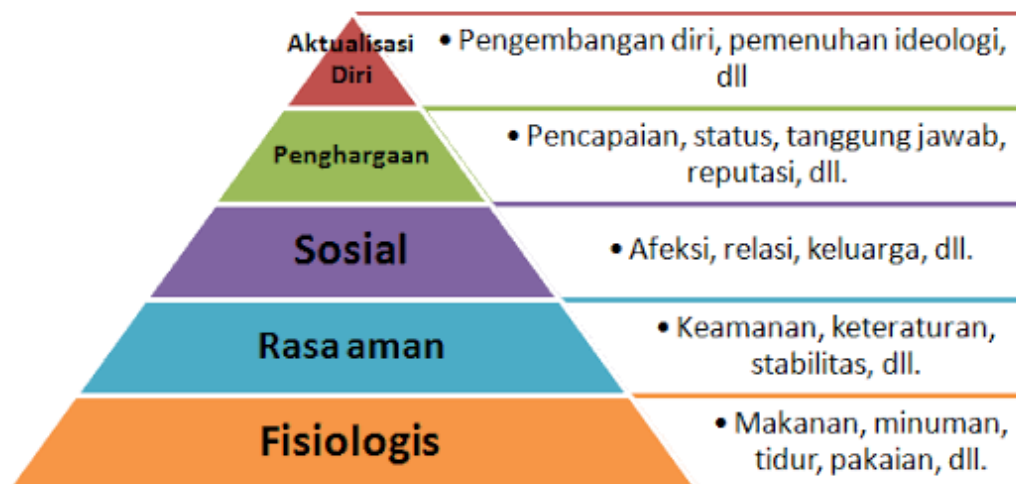 Aktualisasi
Diri
• Pengembangan diri, pemenuhan ideologi,
dll
Penghargaan
• Pencapaian, status, tanggung jawab,
reputasi, dll.
Sosial
• Afeksi, relasi, keluarga, dll.
Rasa aman
• Keamanan, keteraturan,
stabilitas, dll.
Fisiologis
• Makanan, minuman,
tidur, pakaian, dll.